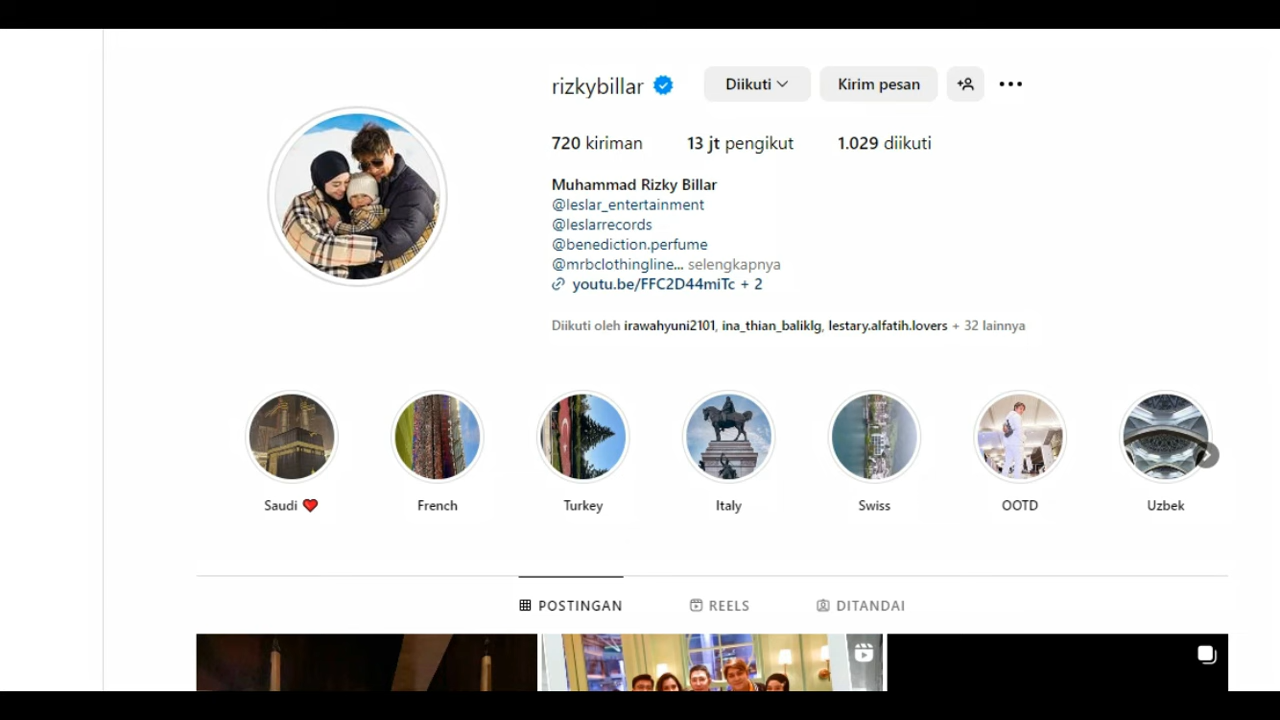 rizkybillar
Diikuti
Kirim pesan
720 kiriman
13 jt pengikut
1.029 diikuti
Muhammad Rizky Billar
@leslar_entertainment
@leslarrecords
@benediction.perfume
@mrbclothingline... selengkapnya
youtu.be/FFC2D44miTc + 2
Diikuti oleh irawahyuni2101, ina_thian_baliklg, lestary.alfatih.lovers + 32 lainnya
Saudi ❤️
French
Turkey
Italy
Swiss
OOTD
Uzbek
POSTINGAN
REELS
DITANDAI